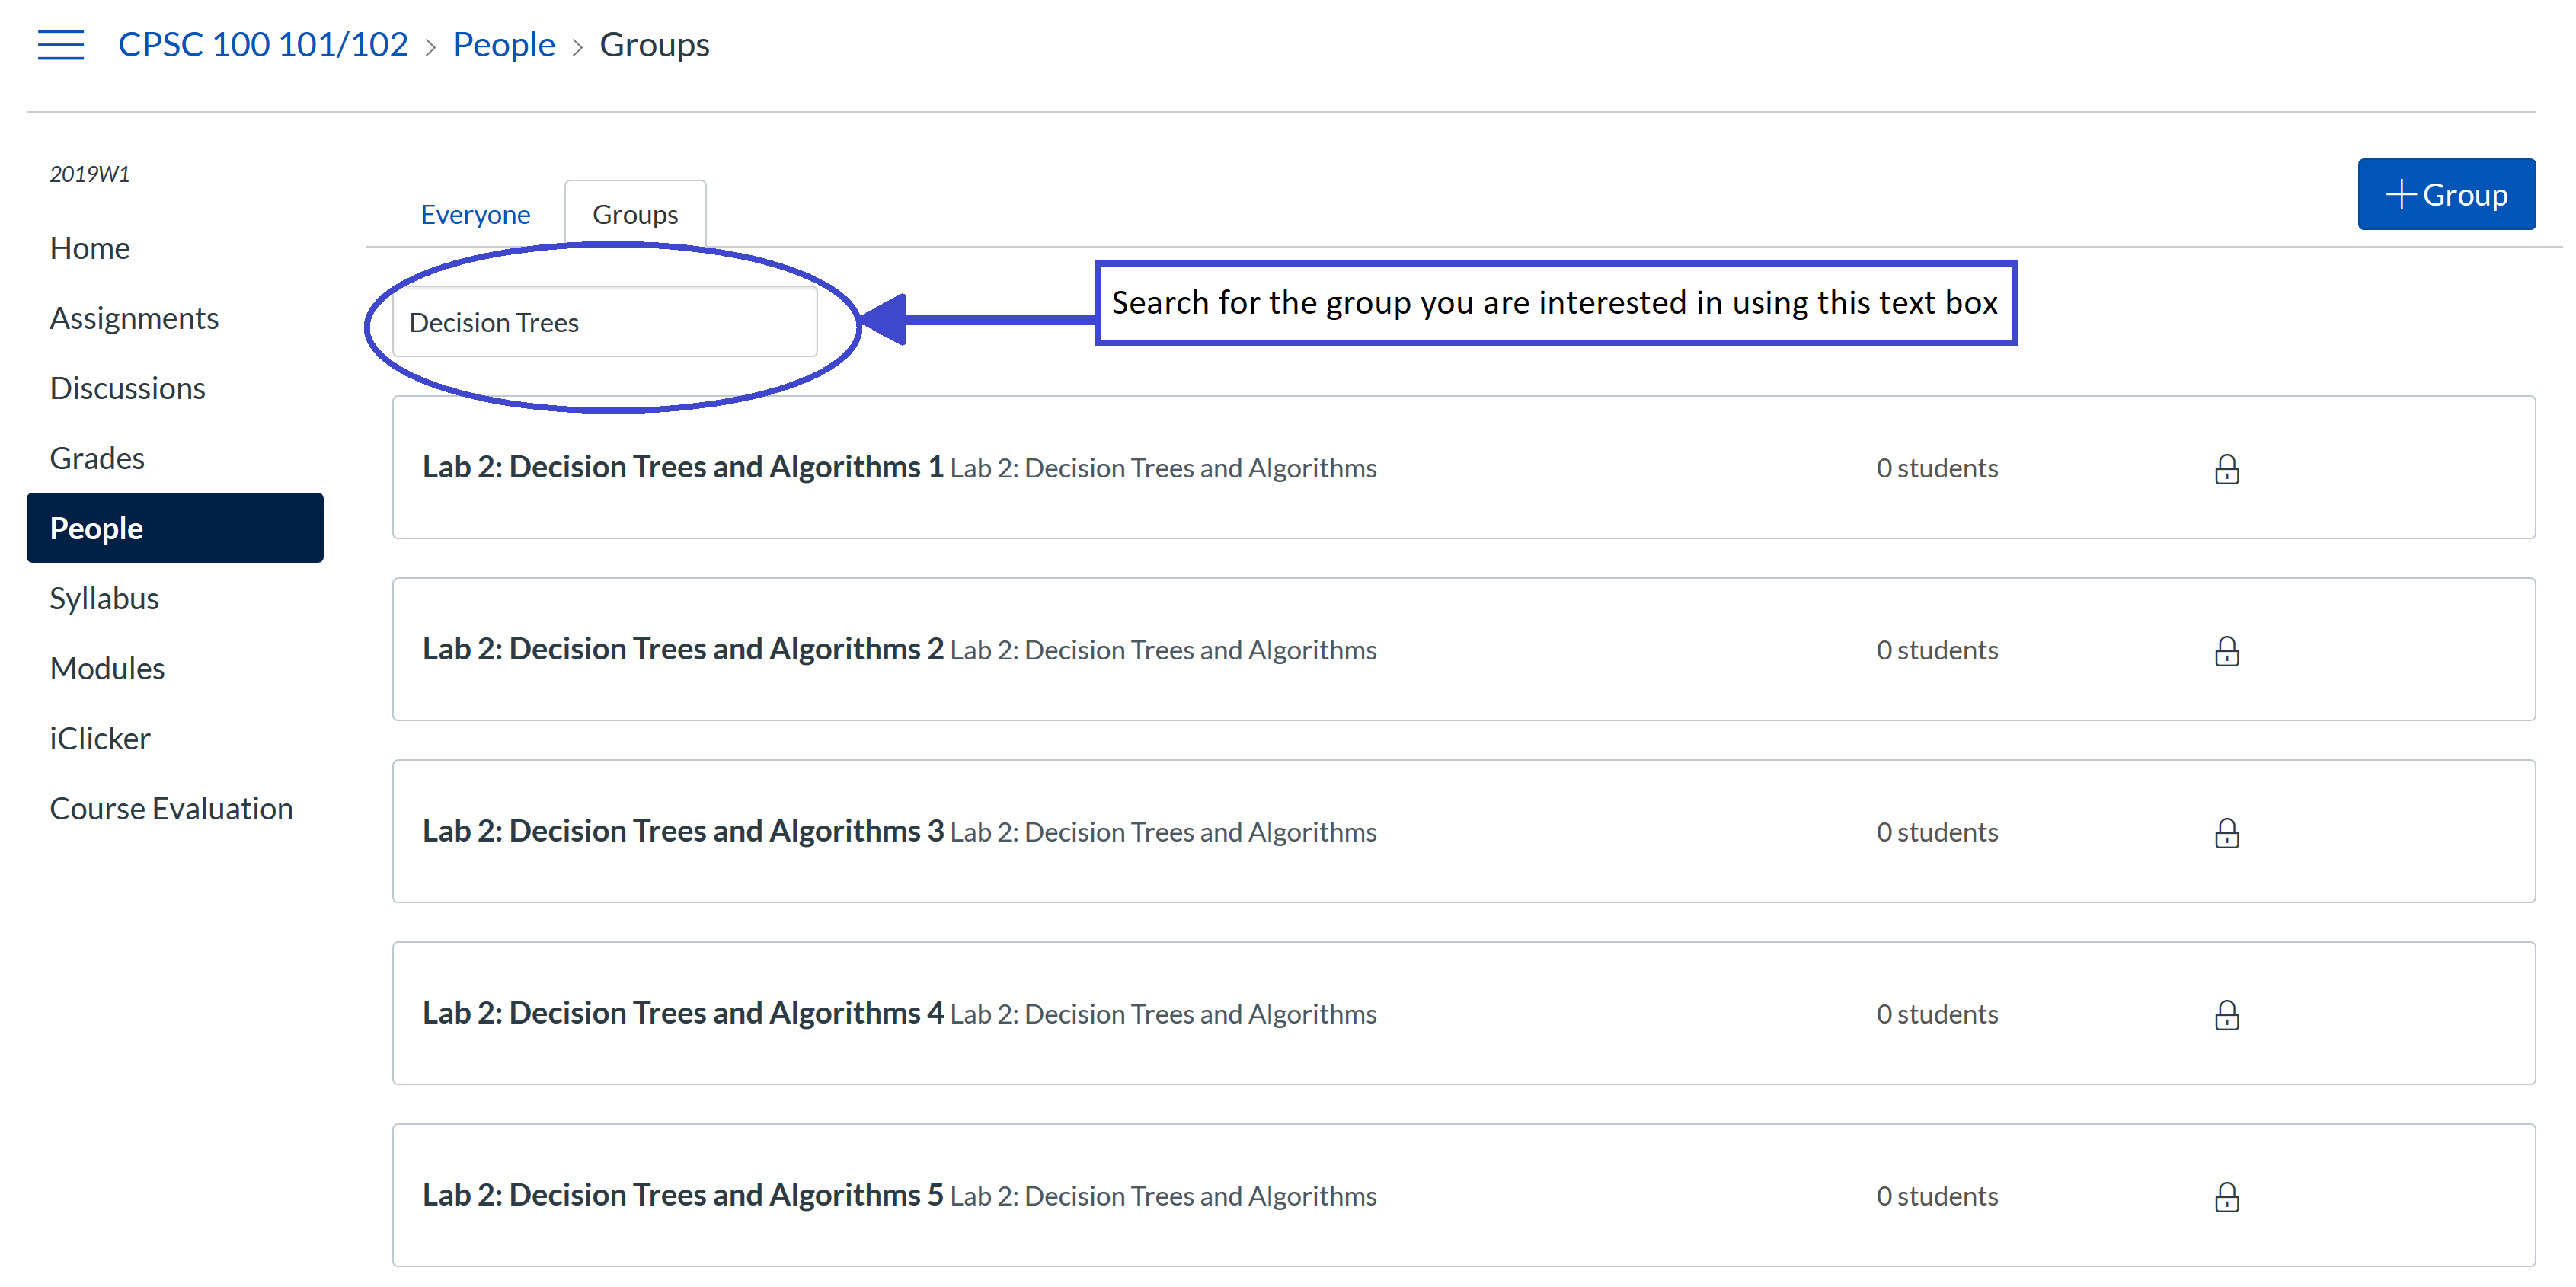 CPSC 100 101/102 > People > Groups
2019W1
Home
Assignments
Discussions
Grades
People
Syllabus
Modules
iClicker
Course Evaluation
Everyone
Groups
+ Group
Decision Trees
Search for the group you are interested in using this text box
Lab 2: Decision Trees and Algorithms 1 Lab 2: Decision Trees and Algorithms 0 students
Lab 2: Decision Trees and Algorithms 2 Lab 2: Decision Trees and Algorithms 0 students
Lab 2: Decision Trees and Algorithms 3 Lab 2: Decision Trees and Algorithms 0 students
Lab 2: Decision Trees and Algorithms 4 Lab 2: Decision Trees and Algorithms 0 students
Lab 2: Decision Trees and Algorithms 5 Lab 2: Decision Trees and Algorithms 0 students